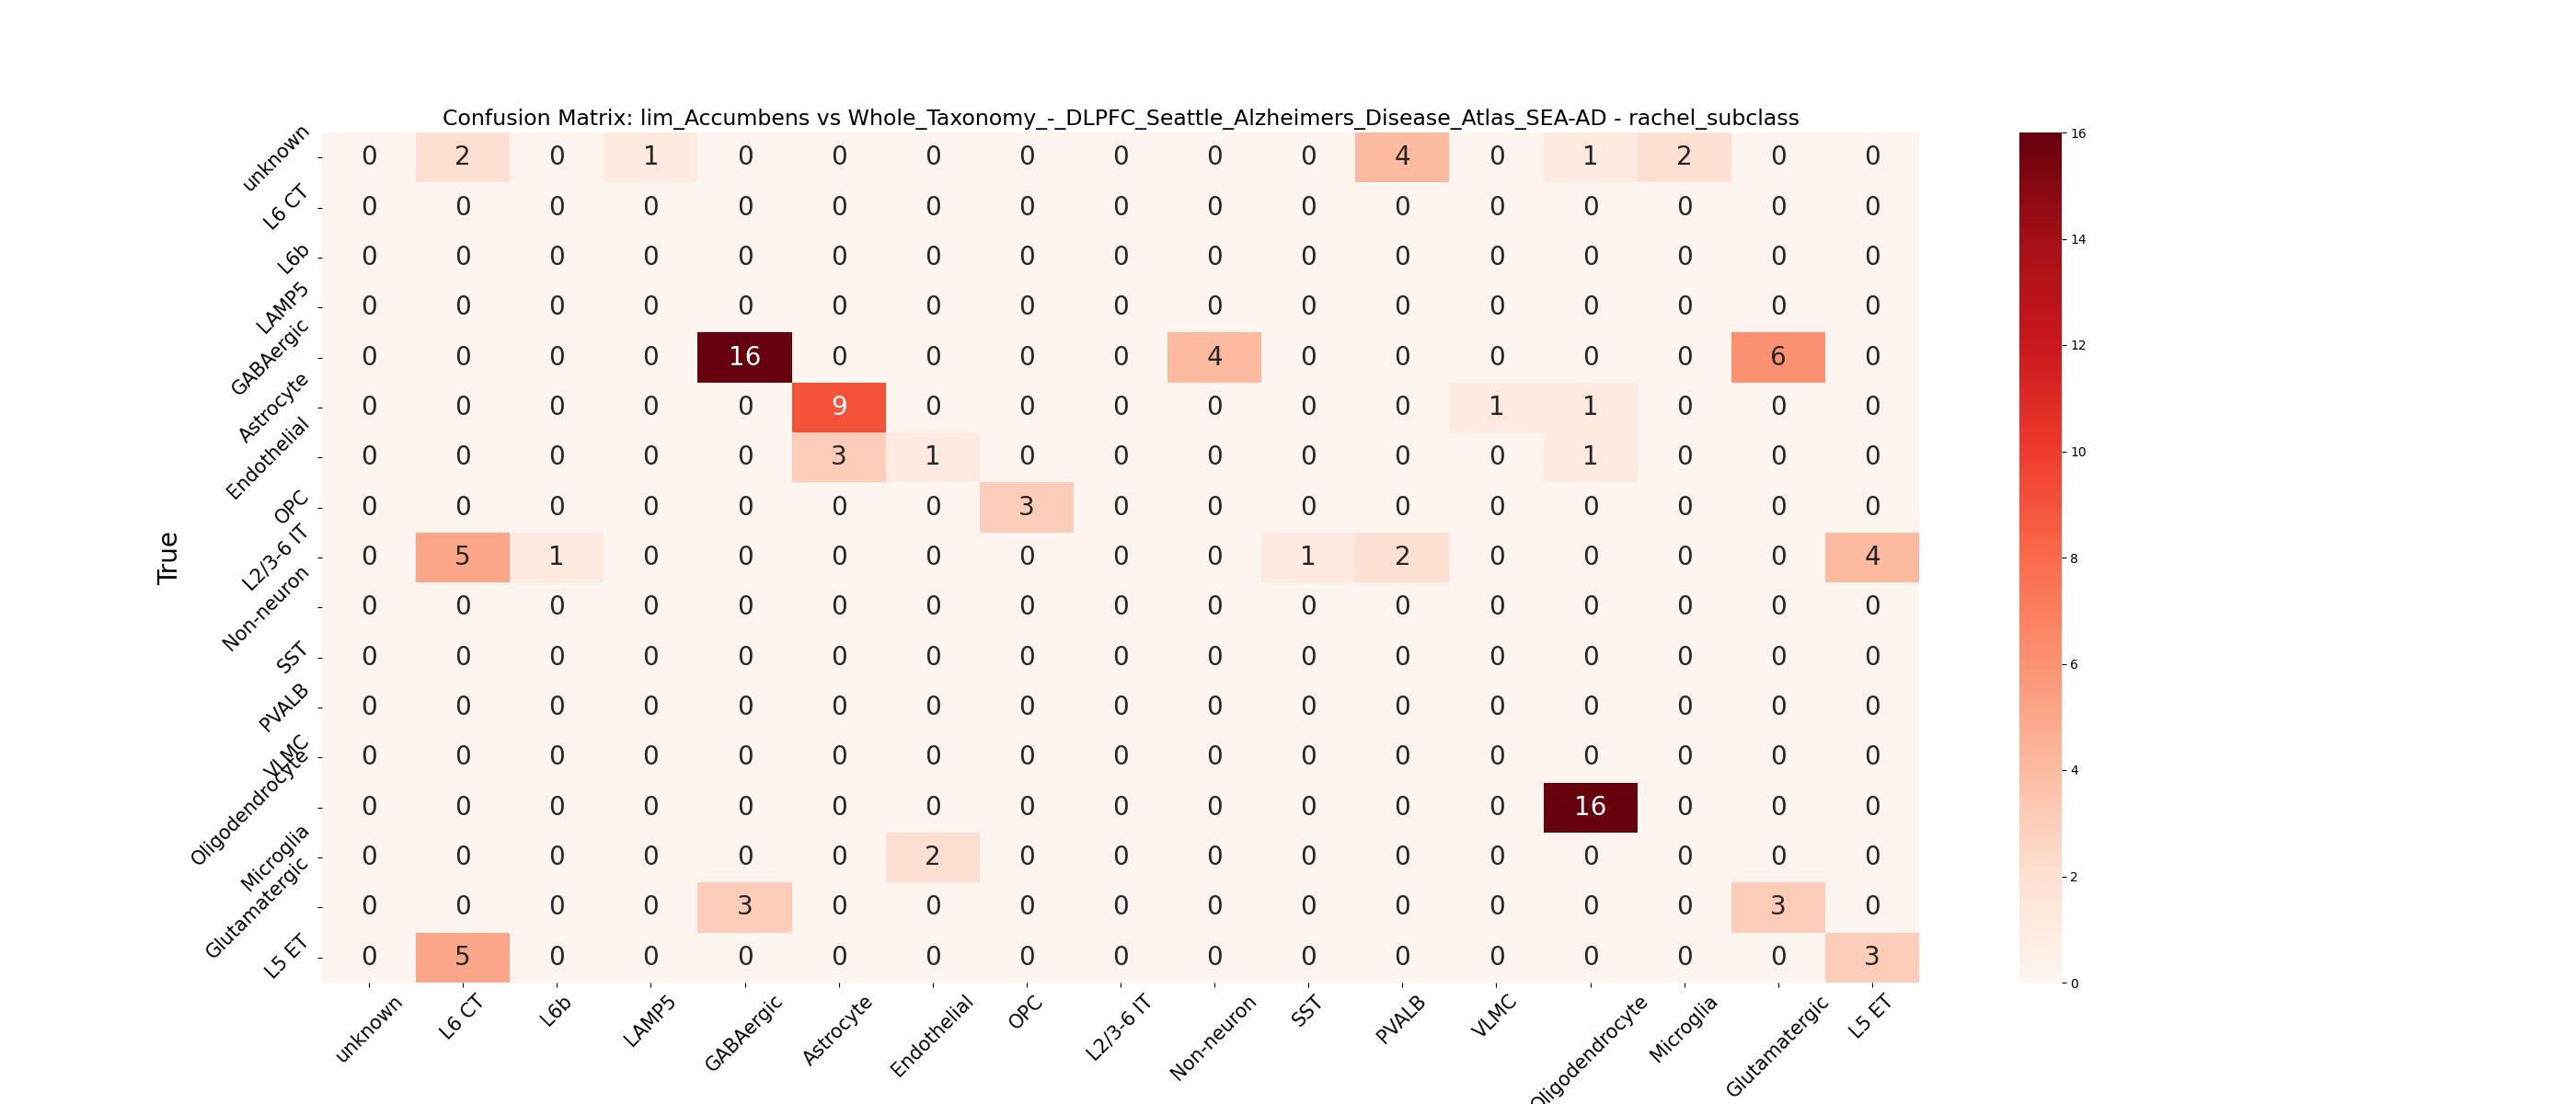 Confusion Matrix: lim_Accumbens vs Whole_Taxonomy_-_DLPFC_Seattle_Alzheimers_Disease_Atlas_SEA-AD - rachel_subclass
True
unknown 0 2 0 1 0 0 0 0 0 0 0 4 0 1 2 0 0
L6 CT 0 0 0 0 0 0 0 0 0 0 0 0 0 0 0 0 0
L6b 0 0 0 0 0 0 0 0 0 0 0 0 0 0 0 0 0
LAMP5 0 0 0 0 0 0 0 0 0 0 0 0 0 0 0 0 0
GABAergic 0 0 0 0 16 0 0 0 0 4 0 0 0 0 0 6 0
Astrocyte 0 0 0 0 0 9 0 0 0 0 0 0 1 1 0 0 0
Endothelial 0 0 0 0 0 3 1 0 0 0 0 0 0 1 0 0 0
OPC 0 0 0 0 0 0 0 3 0 0 0 0 0 0 0 0 0
L2/3-6 IT 0 5 1 0 0 0 0 0 0 0 1 2 0 0 0 0 4
Non-neuron 0 0 0 0 0 0 0 0 0 0 0 0 0 0 0 0 0
SST 0 0 0 0 0 0 0 0 0 0 0 0 0 0 0 0 0
PVALB 0 0 0 0 0 0 0 0 0 0 0 0 0 0 0 0 0
VLMC 0 0 0 0 0 0 0 0 0 0 0 0 0 0 0 0 0
Oligodendrocyte 0 0 0 0 0 0 0 0 0 0 0 0 0 16 0 0 0
Microglia 0 0 0 0 0 0 2 0 0 0 0 0 0 0 0 0 0
Glutamatergic 0 0 0 0 3 0 0 0 0 0 0 0 0 0 0 3 0
L5 ET 0 5 0 0 0 0 0 0 0 0 0 0 0 0 0 0 3
unknown L6 CT L6b LAMP5 GABAergic Astrocyte Endothelial OPC L2/3-6 IT Non-neuron SST PVALB VLMC Oligodendrocyte Microglia Glutamatergic L5 ET
16
14
12
10
8
6
4
2
0